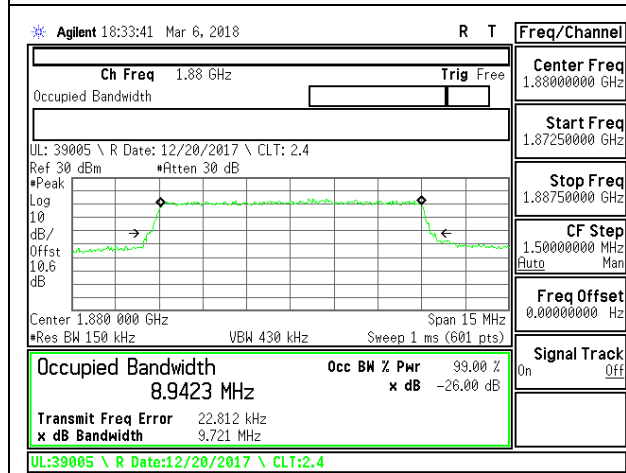 Agilent 18:33:41 Mar 6, 2018 R T
Ch Freq 1.88 GHz Trig Free
Occupied Bandwidth
UL: 39005 \ R Date: 12/20/2017 \ CLT: 2.4
Ref 30 dBm #Atten 30 dB
#Peak
Log
10
dB/
Offst
10.6
dB
Center 1.880 000 GHz Span 15 MHz
#Res BW 150 kHz VBW 430 kHz Sweep 1 ms (601 pts)
Occupied Bandwidth Occ BW % Pwr 99.00 %
8.9423 MHz x dB -26.00 dB
Transmit Freq Error 22.812 kHz
x dB Bandwidth 9.721 MHz
UL:39005 \ R Date:12/20/2017 \ CLT:2.4
Freq/Channel
Center Freq
1.88000000 GHz
Start Freq
1.87250000 GHz
Stop Freq
1.88750000 GHz
CF Step
1.50000000 MHz
Auto Man
Freq Offset
0.00000000 Hz
Signal Track
On Off